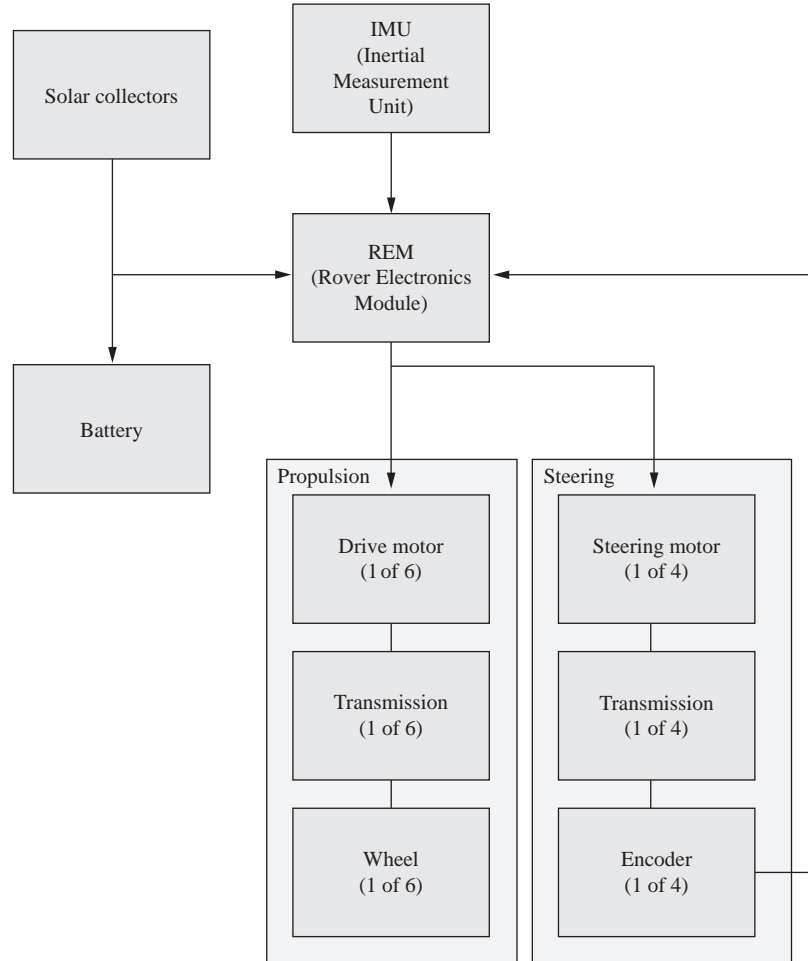 Solar collectors
IMU
(Inertial
Measurement
Unit)
REM
(Rover Electronics
Module)
Battery
Propulsion
Drive motor
(1 of 6)
Transmission
(1 of 6)
Wheel
(1 of 6)
Steering
Steering motor
(1 of 4)
Transmission
(1 of 4)
Encoder
(1 of 4)